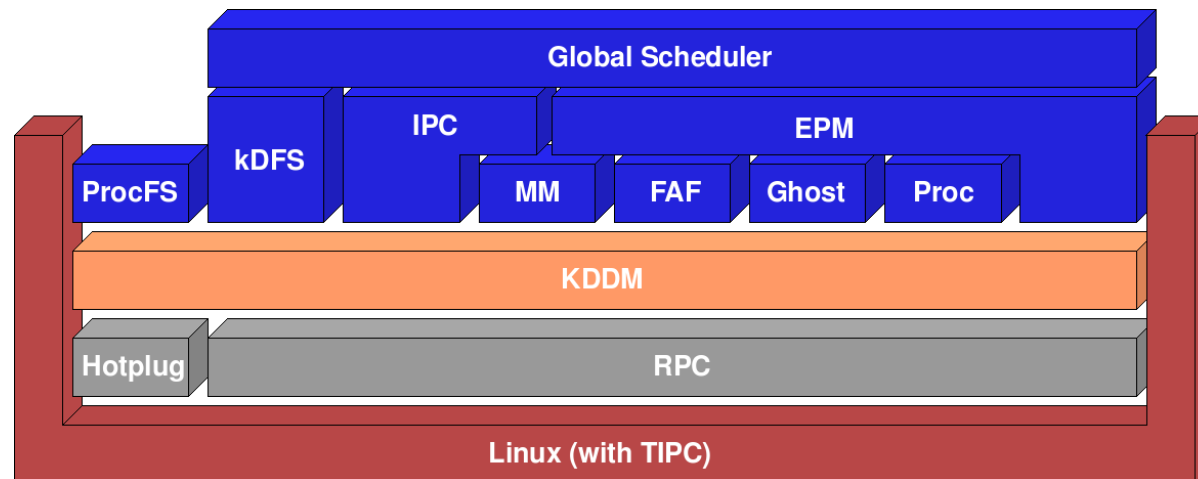 Global Scheduler
IPC
EPM
kDFS
ProcFS
MM
FAF
Ghost
Proc
KDDM
Hotplug
RPC
Linux (with TIPC)